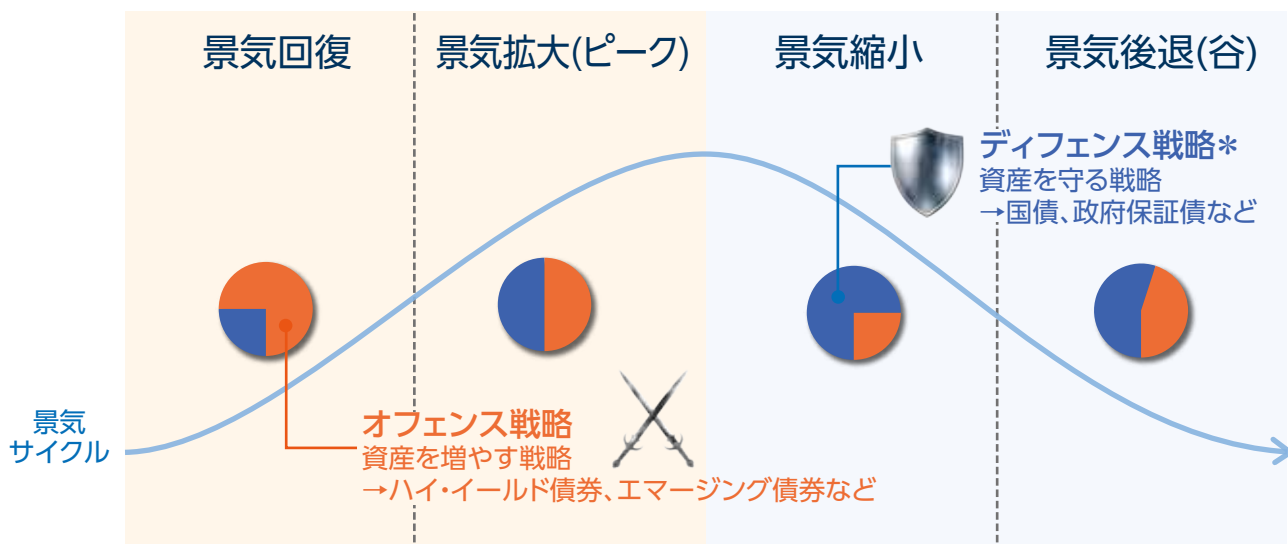 景気回復
景気拡大(ピーク)
景気縮小
景気後退(谷)
ディフェンス戦略*
資産を守る戦略
→国債、政府保証債など
景気
サイクル
オフェンス戦略
資産を増やす戦略
→ハイ・イールド債券、エマージング債券など